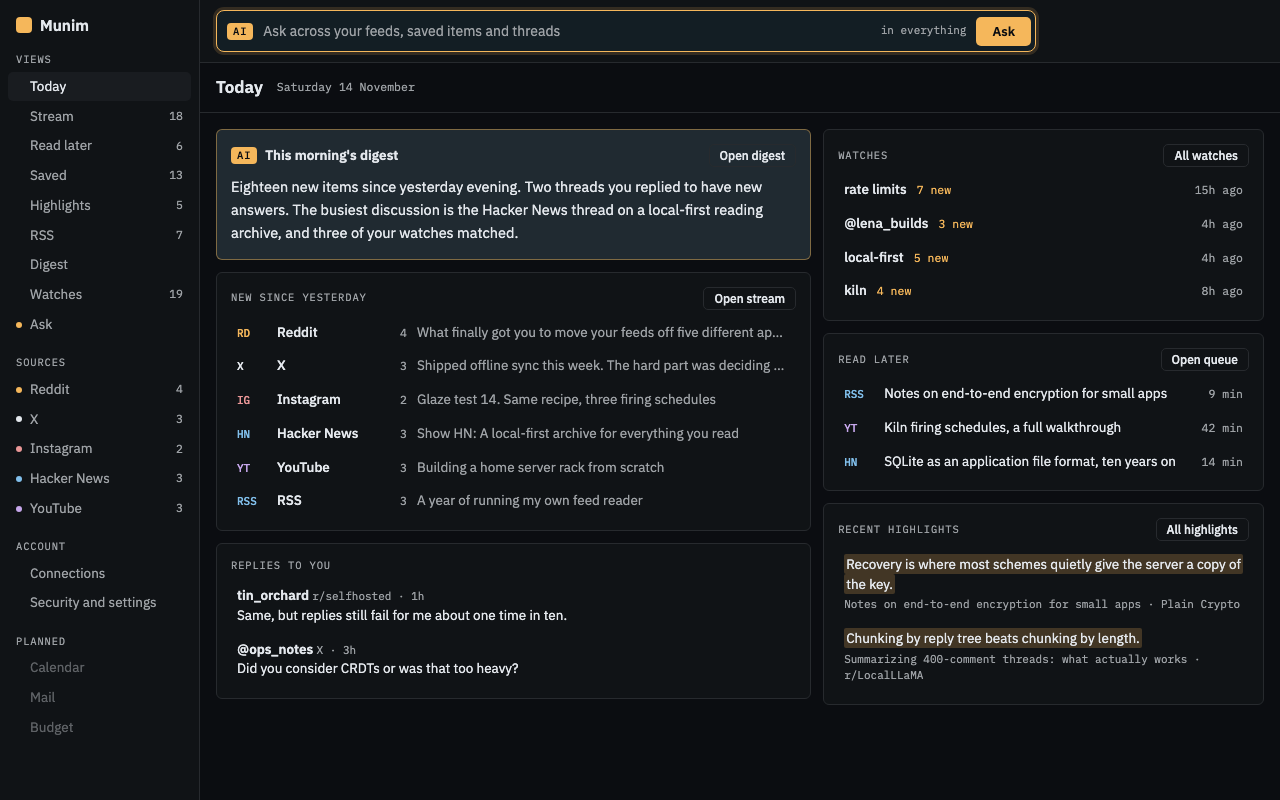 Munim
VIEWS
Today
Stream 18
Read later 6
Saved 13
Highlights 5
RSS 7
Digest
Watches 19
Ask
SOURCES
Reddit 4
X 3
Instagram 2
Hacker News 3
YouTube 3
ACCOUNT
Connections
Security and settings
PLANNED
Calendar
Mail
Budget
AI Ask across your feeds, saved items and threads in everything Ask
Today Saturday 14 November
AI This morning's digest Open digest
Eighteen new items since yesterday evening. Two threads you replied to have new
answers. The busiest discussion is the Hacker News thread on a local-first reading
archive, and three of your watches matched.
NEW SINCE YESTERDAY Open stream
RD Reddit 4 What finally got you to move your feeds off five different ap...
X X 3 Shipped offline sync this week. The hard part was deciding ...
IG Instagram 2 Glaze test 14. Same recipe, three firing schedules
HN Hacker News 3 Show HN: A local-first archive for everything you read
YT YouTube 3 Building a home server rack from scratch
RSS RSS 3 A year of running my own feed reader
REPLIES TO YOU
tin_orchard r/selfhosted · 1h
Same, but replies still fail for me about one time in ten.
@ops_notes X · 3h
Did you consider CRDTs or was that too heavy?
WATCHES All watches
rate limits 7 new 15h ago
@lena_builds 3 new 4h ago
local-first 5 new 4h ago
kiln 4 new 8h ago
READ LATER Open queue
RSS Notes on end-to-end encryption for small apps 9 min
YT Kiln firing schedules, a full walkthrough 42 min
HN SQLite as an application file format, ten years on 14 min
RECENT HIGHLIGHTS All highlights
Recovery is where most schemes quietly give the server a copy of
the key.
Notes on end-to-end encryption for small apps · Plain Crypto
Chunking by reply tree beats chunking by length.
Summarizing 400-comment threads: what actually works ·
r/LocalLLaMA